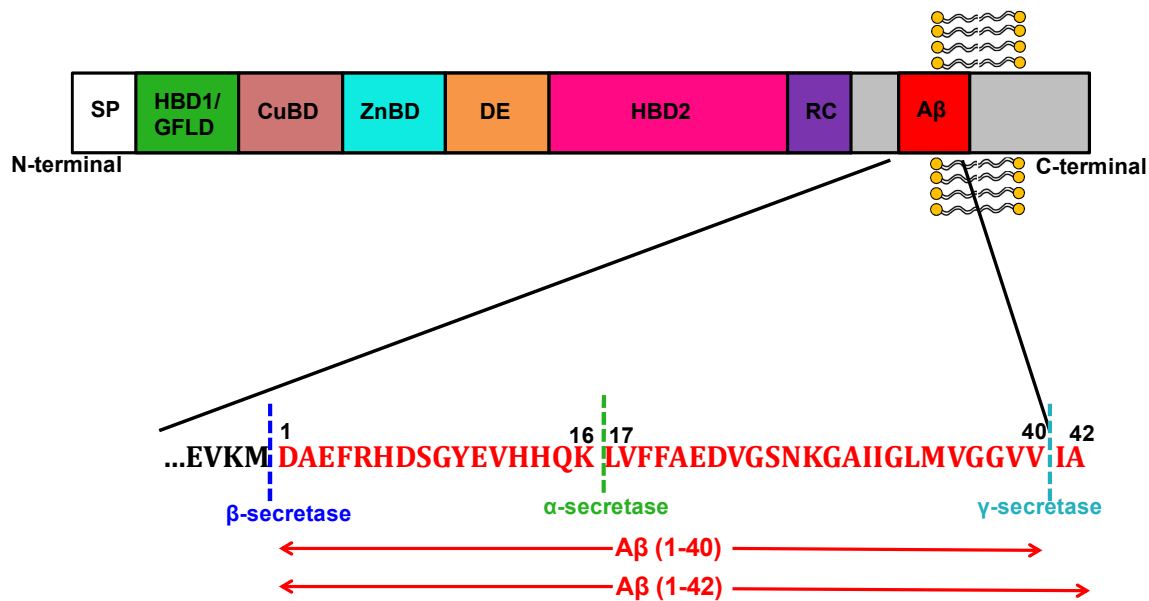 SP
HBD1/
GFLD
CuBD
ZnBD
DE
HBD2
RC
Aβ
N-terminal
C-terminal
1
16
17
40
42
...EVKM DAEFRHDSGYEVHHQK LVFFAEDVGSNKGAIIGLMVGGVV IA
β-secretase
α-secretase
γ-secretase
Aβ (1-40)
Aβ (1-42)